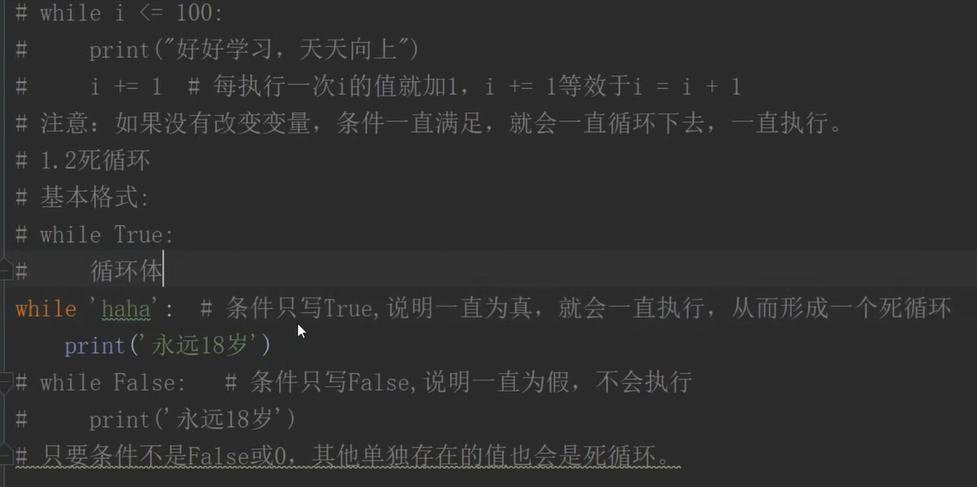 # while i <= 100:
#     print("好好学习，天天向上")
#     i += 1  # 每执行一次i的值就加1，i += 1等效于i = i + 1
# 注意：如果没有改变变量，条件一直满足，就会一直循环下去，一直执行。
# 1.2死循环
# 基本格式:
# while True:
#     循环体
while 'haha':  # 条件只写True,说明一直为真，就会一直执行，从而形成一个死循环
    print('永远18岁')
# while False:   # 条件只写False,说明一直为假，不会执行
#     print('永远18岁')
# 只要条件不是False或0，其他单独存在的值也会是死循环。